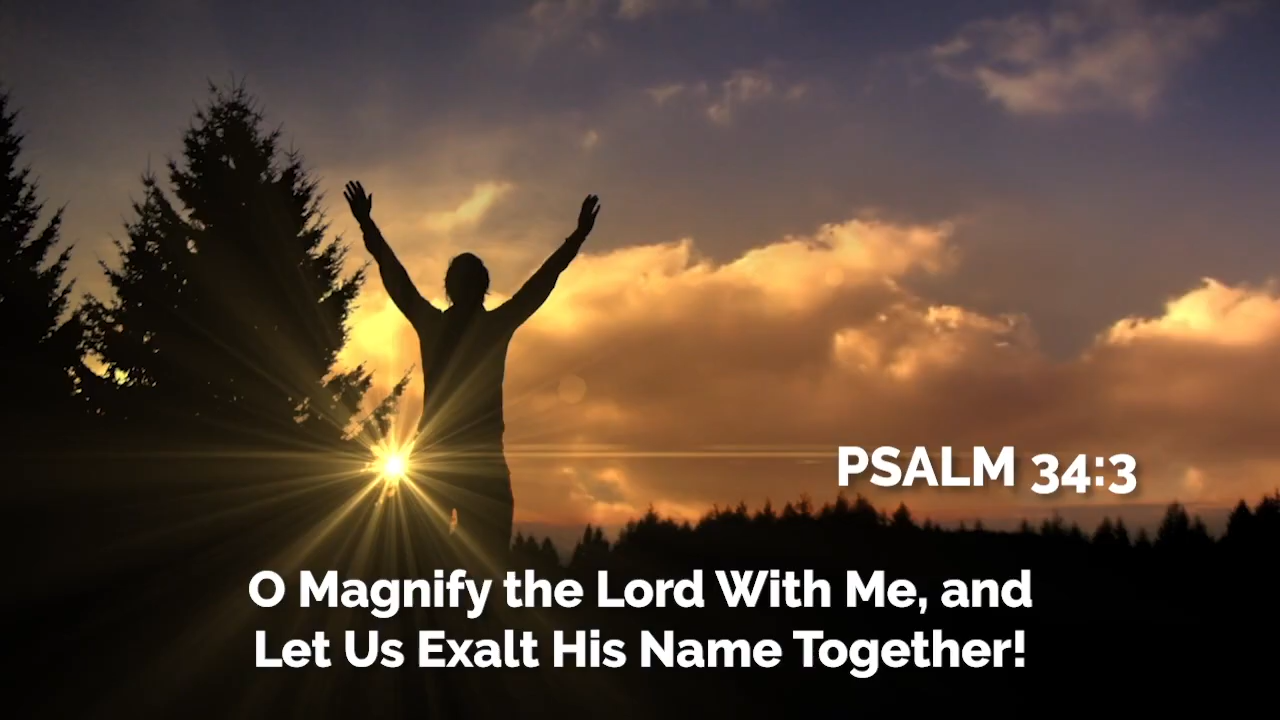 PSALM 34:3
O Magnify the Lord With Me, and
Let Us Exalt His Name Together!